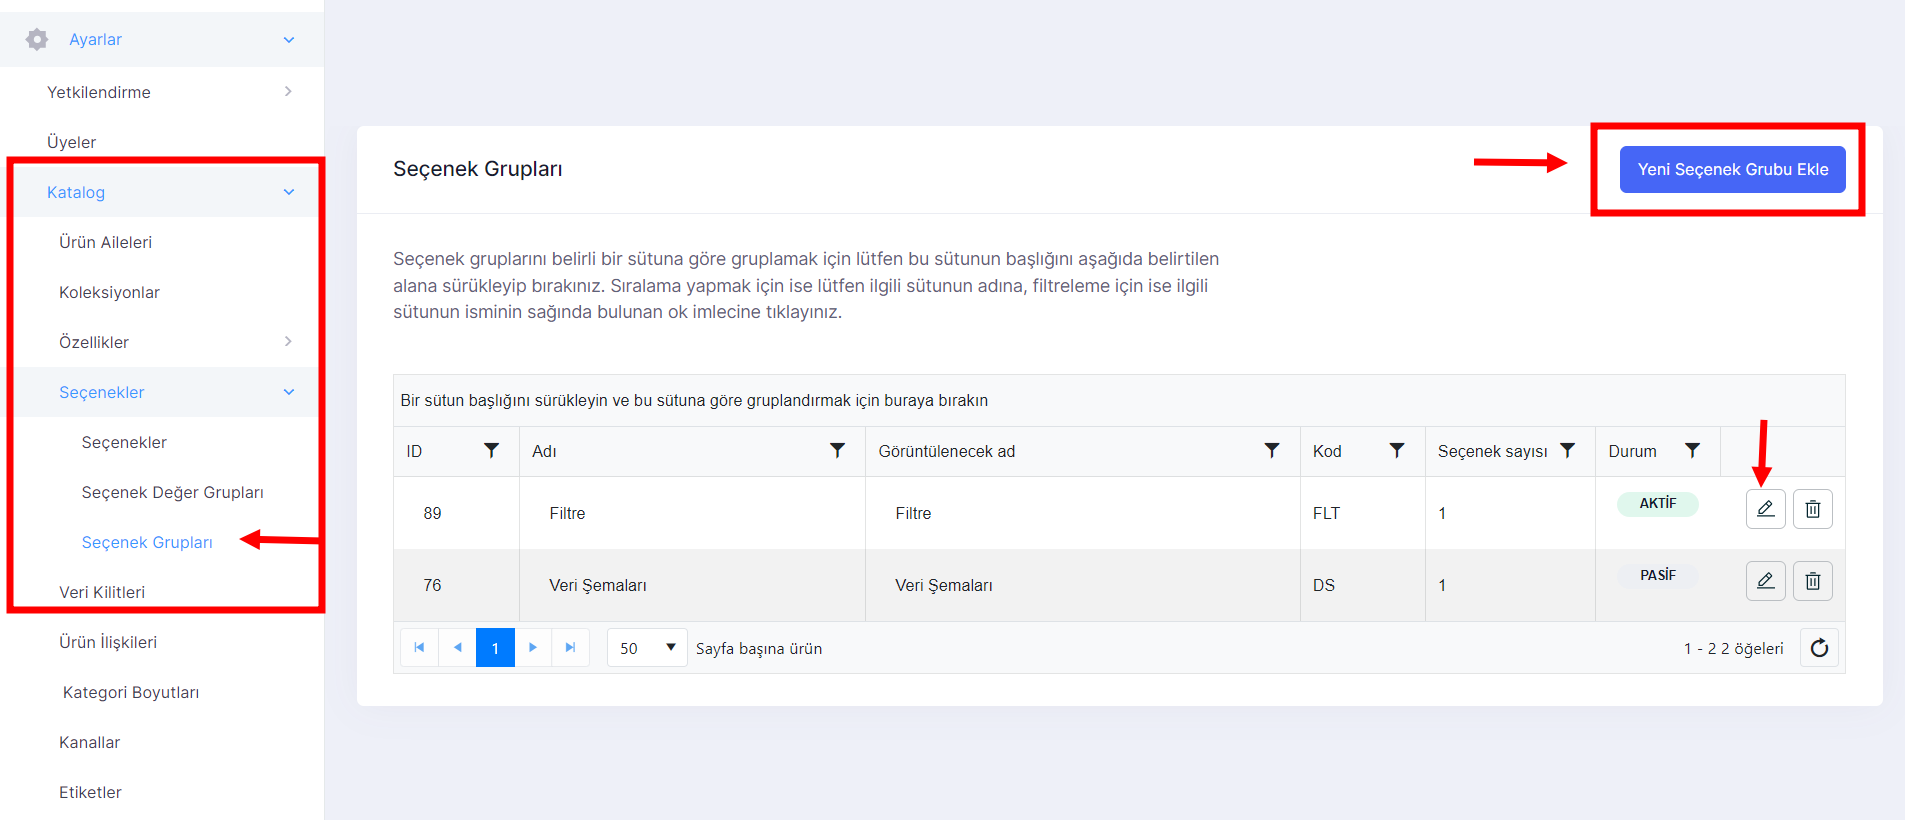 Ayarlar
Yetkilendirme
Üyeler
Katalog
Ürün Aileleri
Koleksiyonlar
Özellikler
Seçenekler
Seçenekler
Seçenek Değer Grupları
Seçenek Grupları
Veri Kilitleri
Ürün İlişkileri
Kategori Boyutları
Kanallar
Etiketler
Seçenek Grupları
Yeni Seçenek Grubu Ekle
Seçenek gruplarını belirli bir sütuna göre gruplamak için lütfen bu sütunun başlığını aşağıda belirtilen
alana sürükleyip bırakınız. Sıralama yapmak için ise lütfen ilgili sütunun adına, filtreleme için ise ilgili
sütunun isminin sağında bulunan ok imlecine tıklayınız.
Bir sütun başlığını sürükleyin ve bu sütuna göre gruplandırmak için buraya bırakın
ID Adı Görüntülenecek ad Kod Seçenek sayısı Durum
89 Filtre Filtre FLT 1 AKTİF
76 Veri Şemaları Veri Şemaları DS 1 PASİF
1 50 Sayfa başına ürün 1 - 2 2 öğeleri